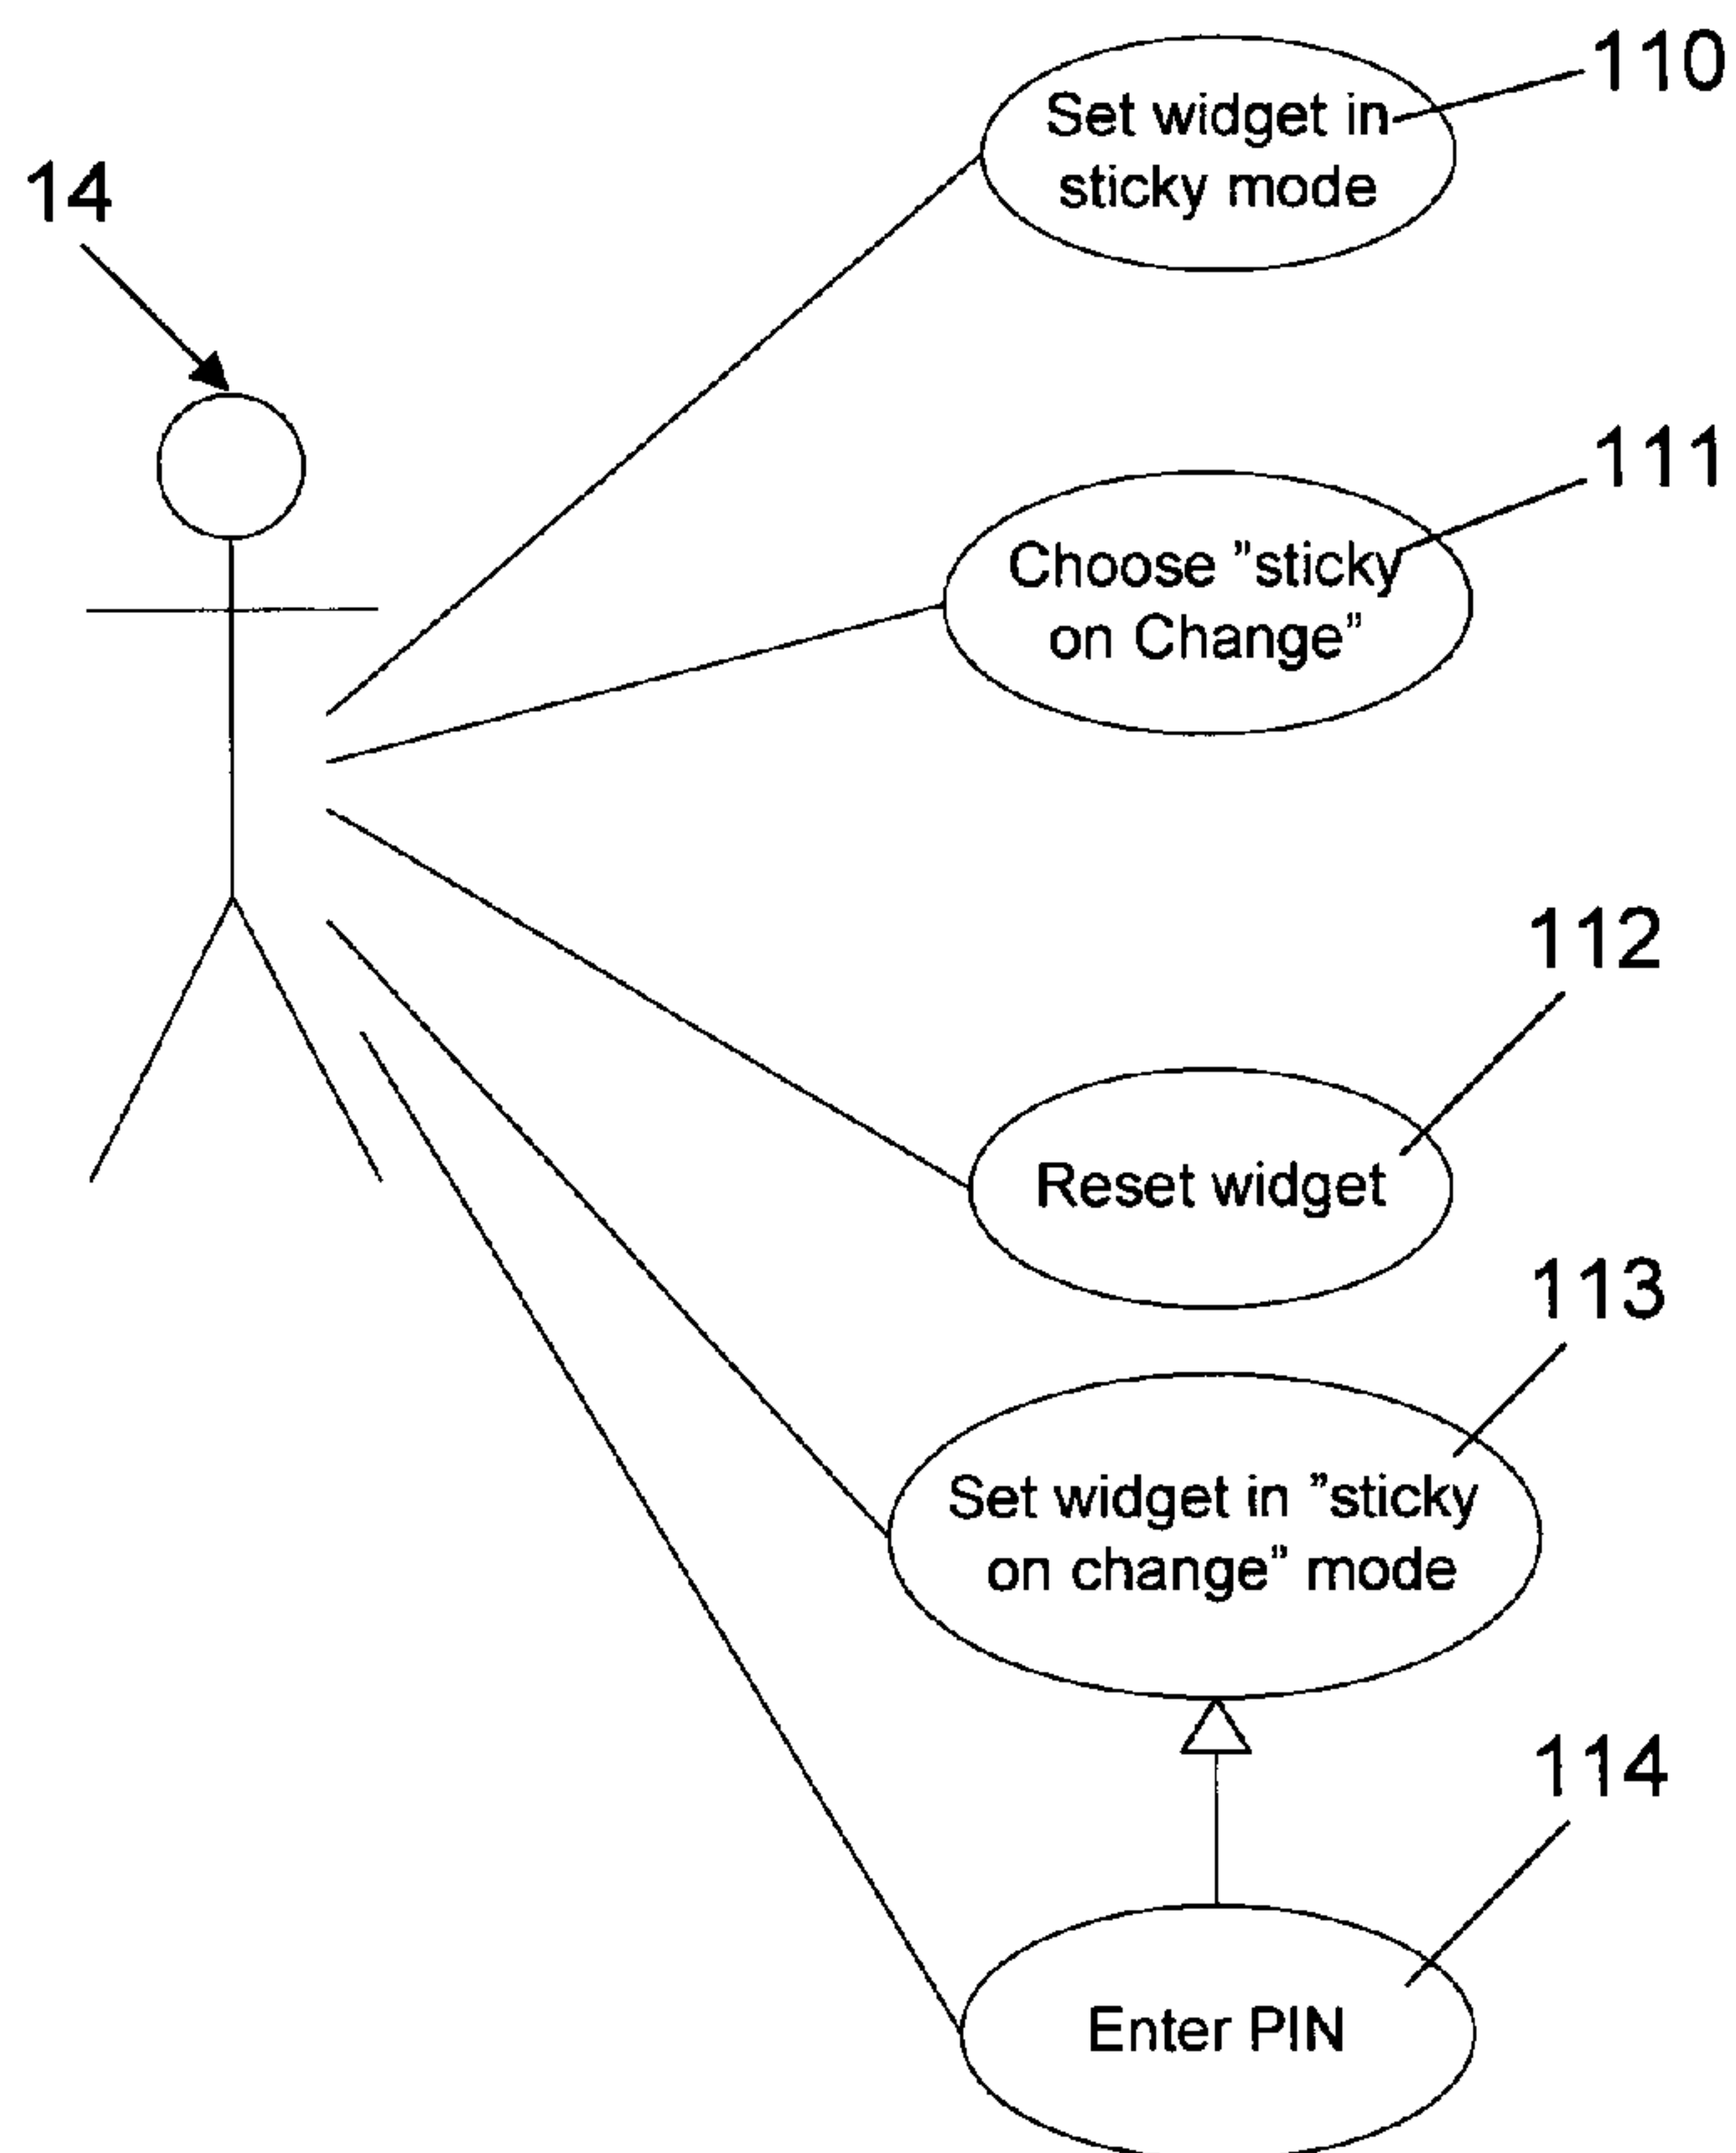 110
Set widget in
sticky mode
14
111
Choose ”sticky
on Change”
112
Reset widget
113
Set widget in ”sticky
on change” mode
114
Enter PIN